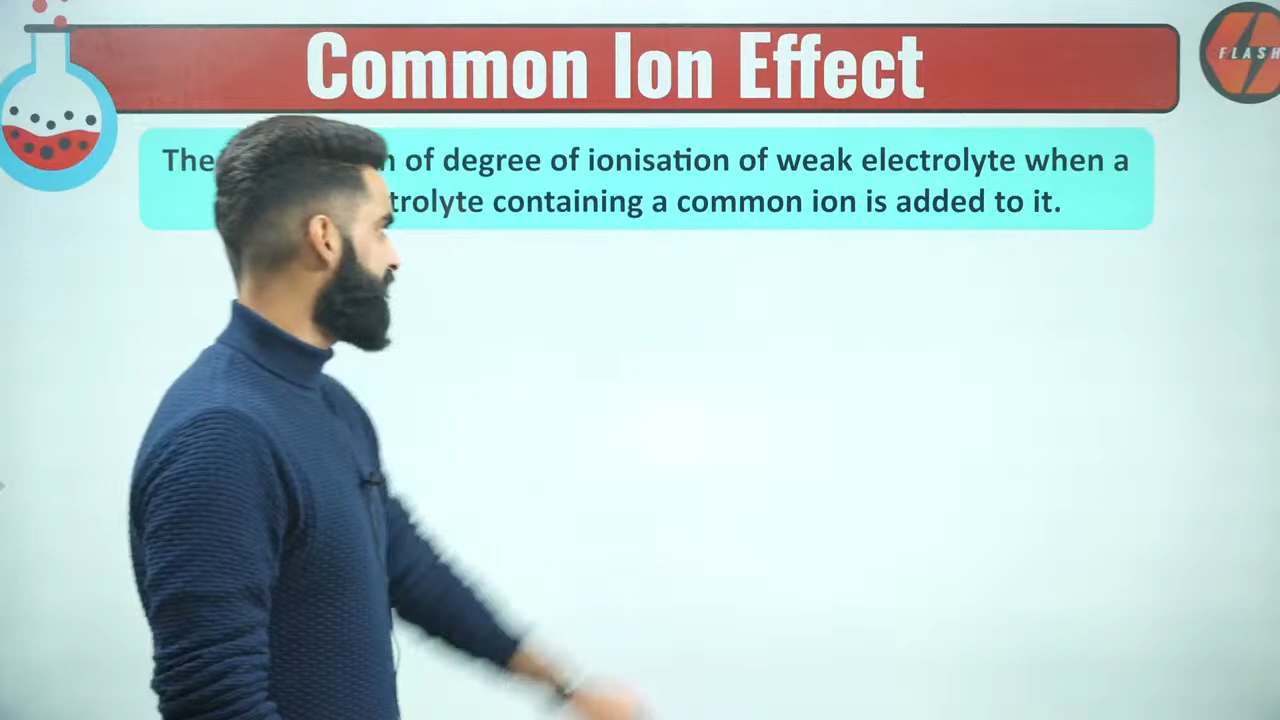 Common Ion Effect
FLASH
The of degree of ionisation of weak electrolyte when a
containing a common ion is added to it.